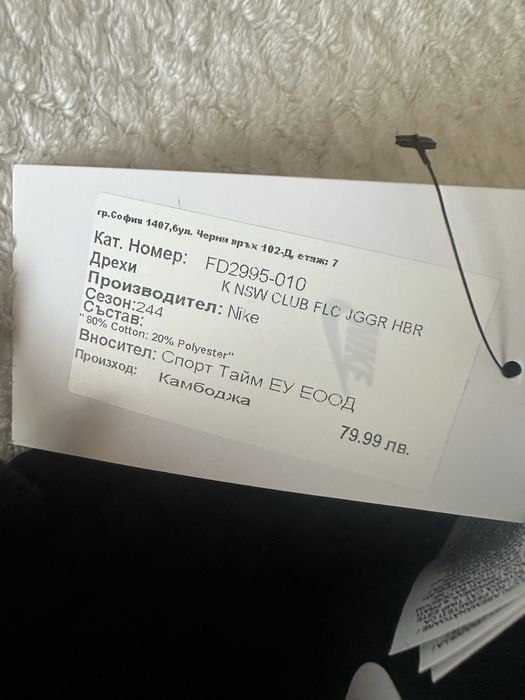 гр.София 1407,бул. Черни връх 102-Д, етаж: 7
Кат. Номер: FD2995-010
Дрехи K NSW CLUB FLC JGGR HBR
Производител: Nike
Сезон:244
Състав:
"80% Cotton; 20% Polyester"
Вносител: Спорт Тайм ЕУ ЕООД
Произход: Камбоджа
79.99 лв.
NIKE